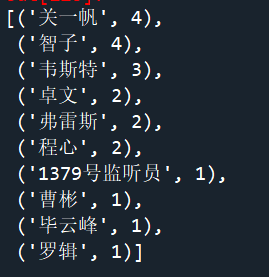 [('关一帆', 4),
('智子', 4),
('韦斯特', 3),
('卓文', 2),
('弗雷斯', 2),
('程心', 2),
('1379号监听员', 1),
('曹彬', 1),
('毕云峰', 1),
('罗辑', 1)]